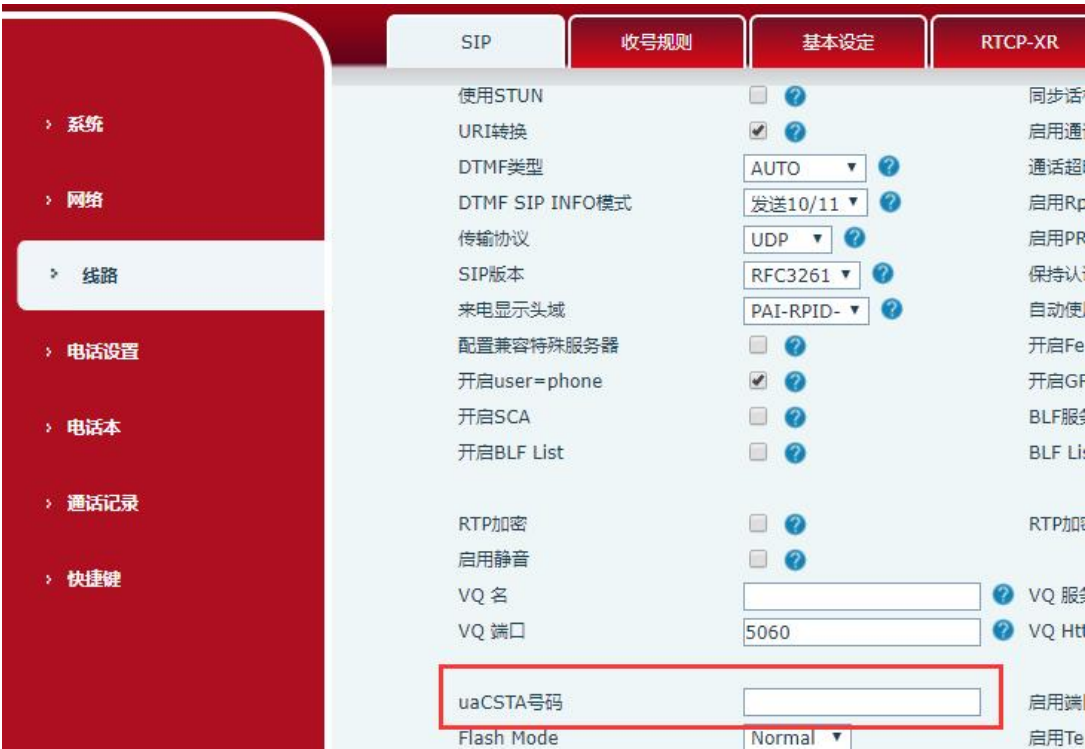 SIP 收号规则 基本设定 RTCP-XR
系统
网络
线路
电话设置
电话本
通话记录
快捷键
使用STUN 同步话
URI转换 启用通
DTMF类型 AUTO 通话超
DTMF SIP INFO模式 发送10/11 启用Rp
传输协议 UDP 启用PR
SIP版本 RFC3261 保持认
来电显示头域 PAI-RPID- 自动使
配置兼容特殊服务器 开启Fe
开启user=phone 开启GR
开启SCA BLF服
开启BLF List BLF Lis
RTP加密 RTP加
启用静音
VQ 名 VQ 服
VQ 端口 5060 VQ Htt
uaCSTA号码 启用端
Flash Mode Normal 启用Te